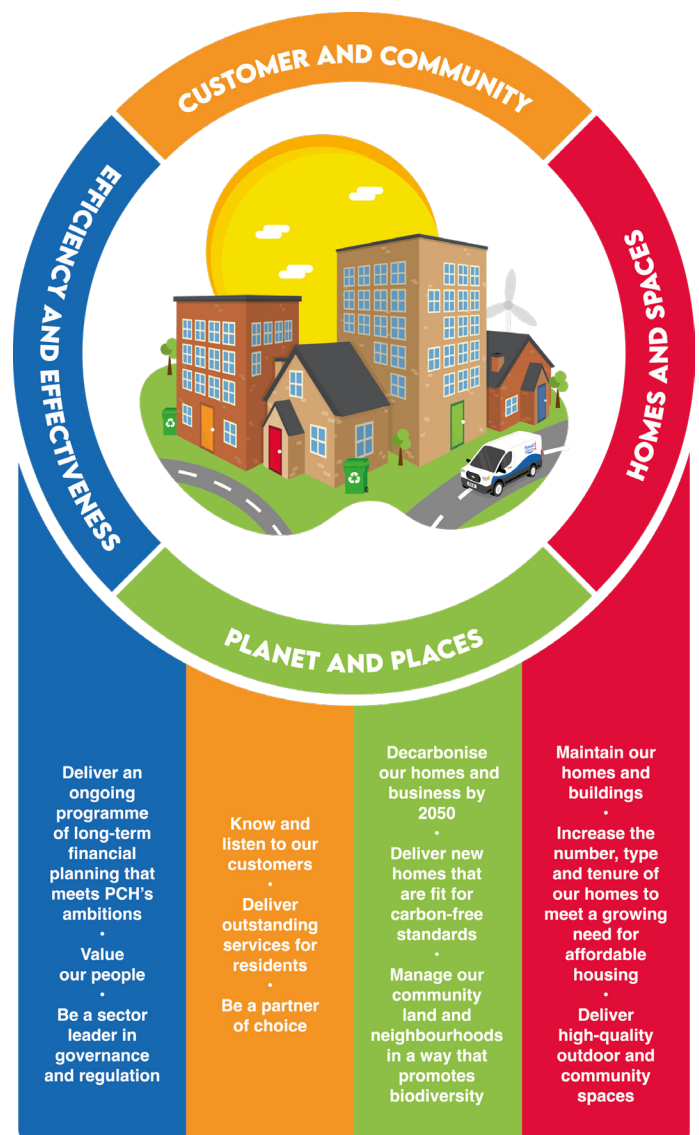 CUSTOMER AND COMMUNITY
EFFICIENCY AND EFFECTIVENESS
HOMES AND SPACES
PLANET AND PLACES
Deliver an
ongoing
programme
of long-term
financial
planning that
meets PCH's
ambitions
•
Value
our people
•
Be a sector
leader in
governance
and regulation
Know and
listen to our
customers
•
Deliver
outstanding
services for
residents
•
Be a partner
of choice
Decarbonise
our homes and
business by
2050
•
Deliver new
homes that
are fit for
carbon-free
standards
•
Manage our
community
land and
neighbourhoods
in a way that
promotes
biodiversity
Maintain our
homes and
buildings
•
Increase the
number, type
and tenure of
our homes to
meet a growing
need for
affordable
housing
•
Deliver
high-quality
outdoor and
community
spaces